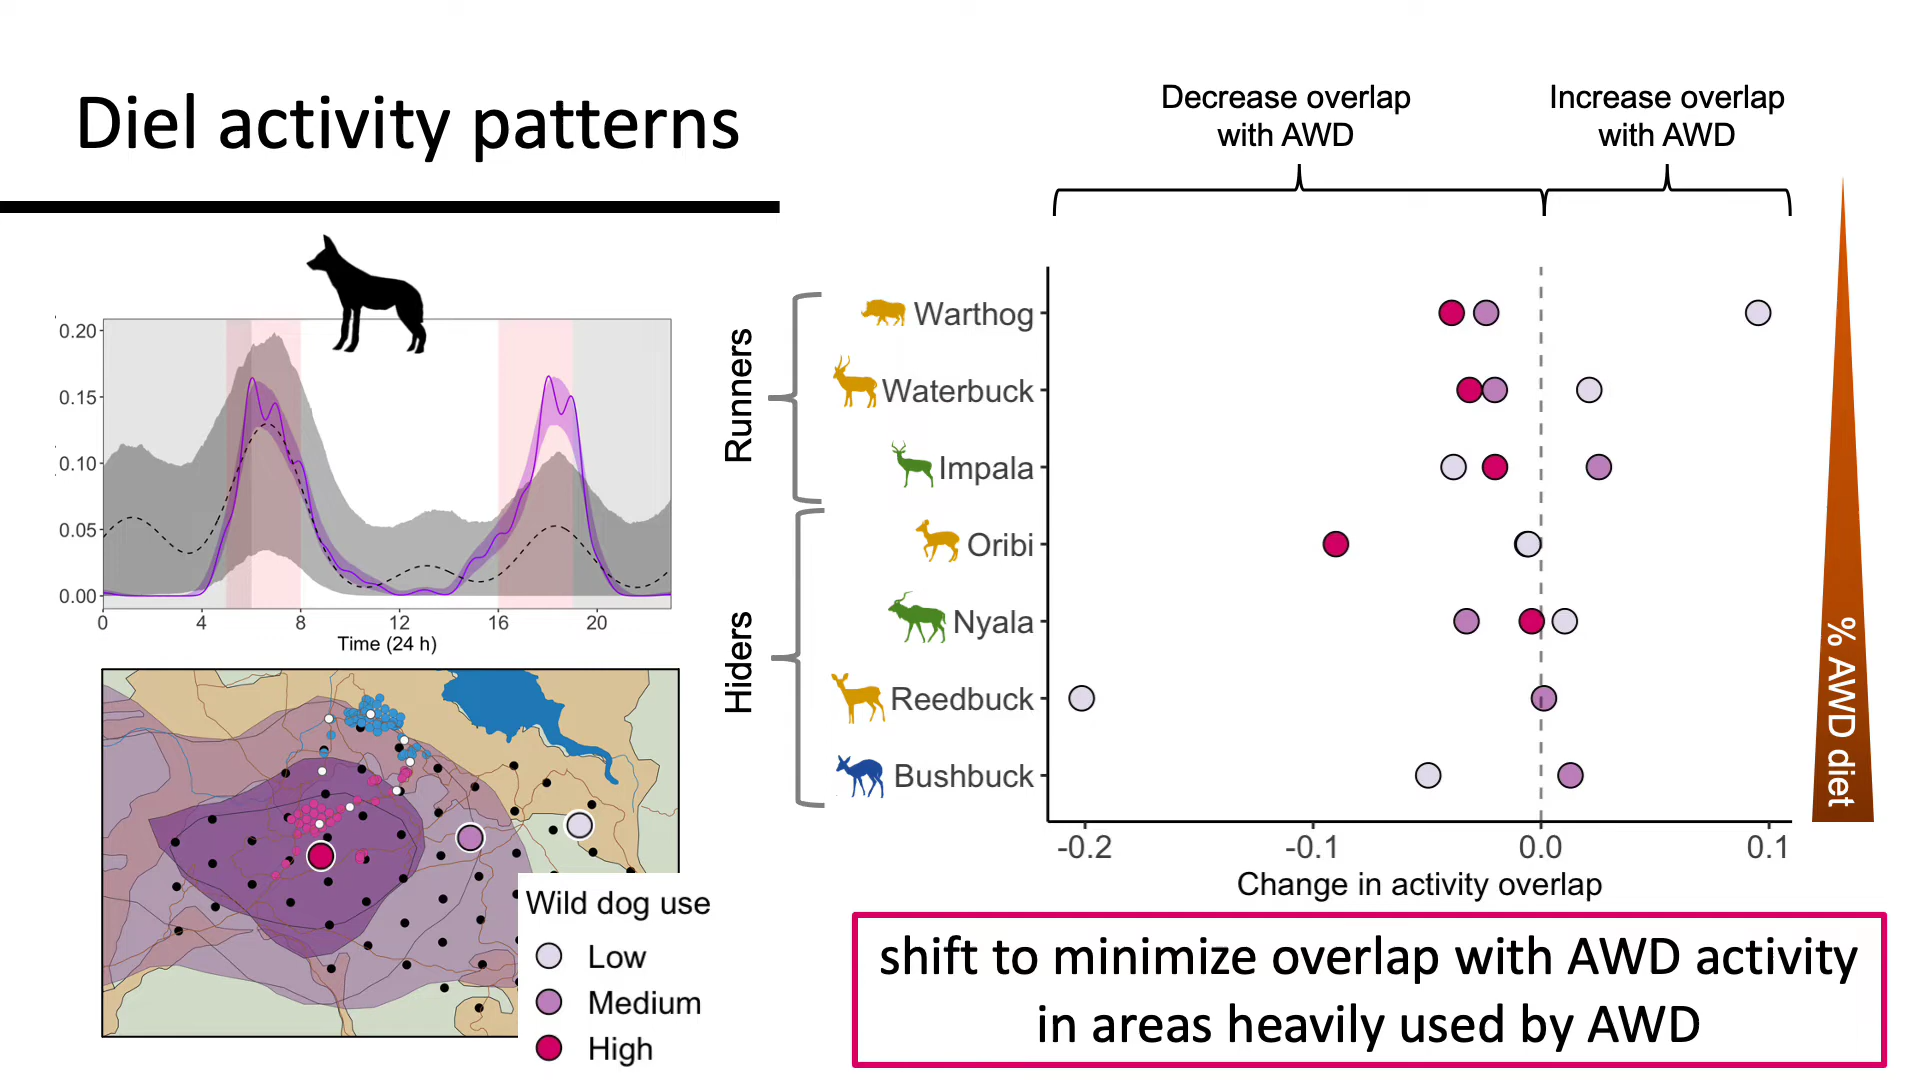 Diel activity patterns
Decrease overlap
with AWD
Increase overlap
with AWD
0.20
0.15
0.10
0.05
0.00
0
4
8
12
16
20
Time (24 h)
Wild dog use
Low
Medium
High
Runners
Hiders
Warthog
Waterbuck
Impala
Oribi
Nyala
Reedbuck
Bushbuck
-0.2
-0.1
0.0
0.1
Change in activity overlap
% AWD diet
shift to minimize overlap with AWD activity
in areas heavily used by AWD